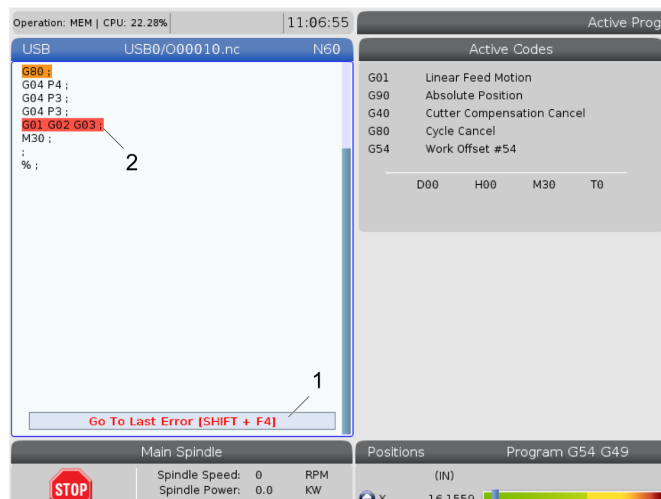 Operation: MEM | CPU: 22.28%
11:06:55
Active Prog
USB USB0/O00010.nc N60
G80 ;
G04 P4 ;
G04 P3 ;
G04 P3 ;
G01 G02 G03 ;
M30 ;
;
% ;
2
1
Go To Last Error [SHIFT + F4]
Active Codes
G01 Linear Feed Motion
G90 Absolute Position
G40 Cutter Compensation Cancel
G80 Cycle Cancel
G54 Work Offset #54
D00 H00 M30 T0
Main Spindle
STOP
Spindle Speed: 0 RPM
Spindle Power: 0.0 KW
Positions Program G54 G49
(IN)
X 16.1559